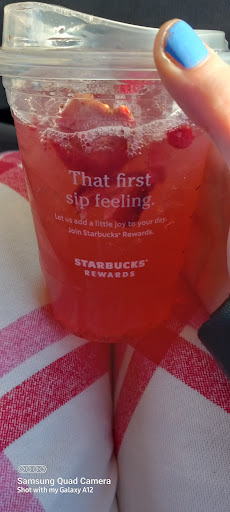 That first
sip feeling.
Let us add a little joy to your day.
Join Starbucks® Rewards.
STARBUCKS®
REWARDS
Samsung Quad Camera
Shot with my Galaxy A12